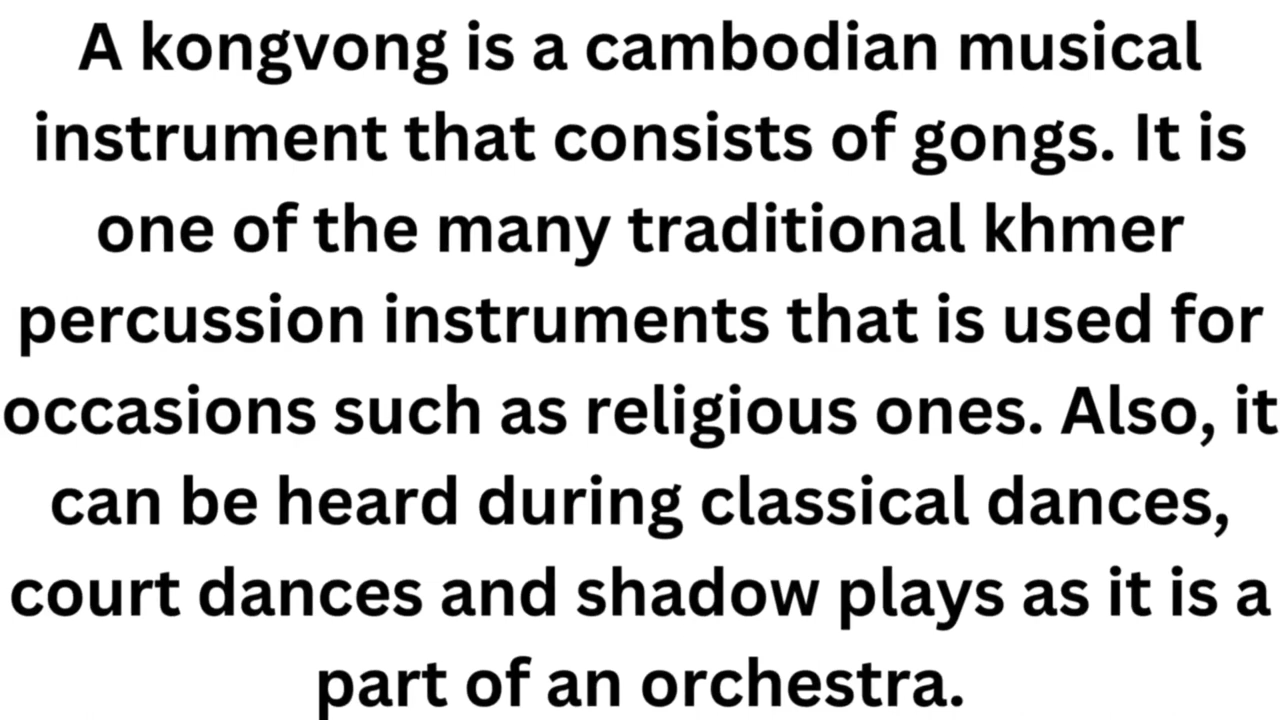 A kongvong is a cambodian musical
instrument that consists of gongs. It is
one of the many traditional khmer
percussion instruments that is used for
occasions such as religious ones. Also, it
can be heard during classical dances,
court dances and shadow plays as it is a
part of an orchestra.